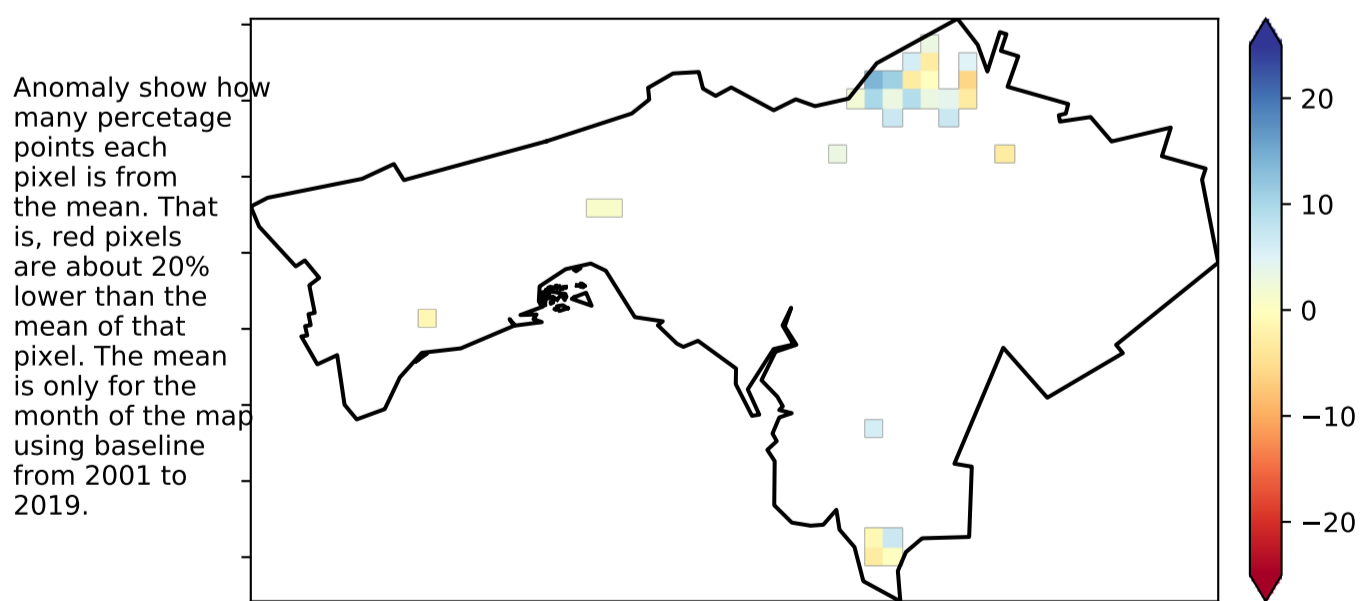 Anomaly show how
many percetage
points each
pixel is from
the mean. That
is, red pixels
are about 20%
lower than the
mean of that
pixel. The mean
is only for the
month of the map
using baseline
from 2001 to
2019.
20
10
0
−10
−20